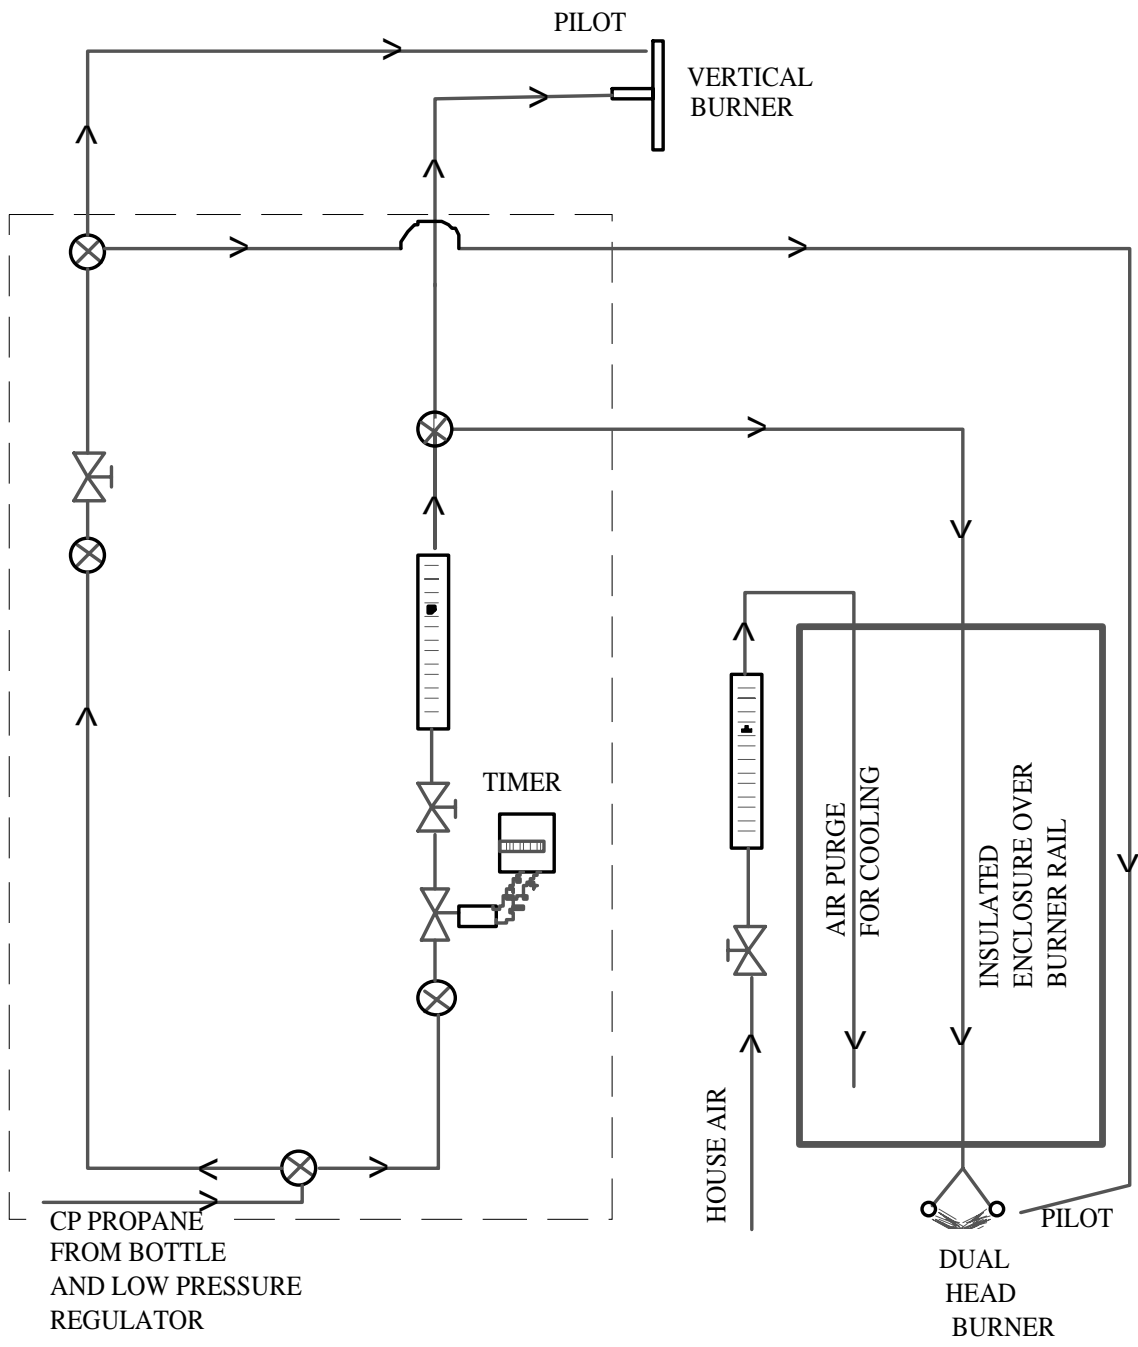 PILOT
VERTICAL
BURNER
TIMER
AIR PURGE
FOR COOLING
INSULATED
ENCLOSURE OVER
BURNER RAIL
HOUSE AIR
CP PROPANE
FROM BOTTLE
AND LOW PRESSURE
REGULATOR
PILOT
DUAL
HEAD
BURNER